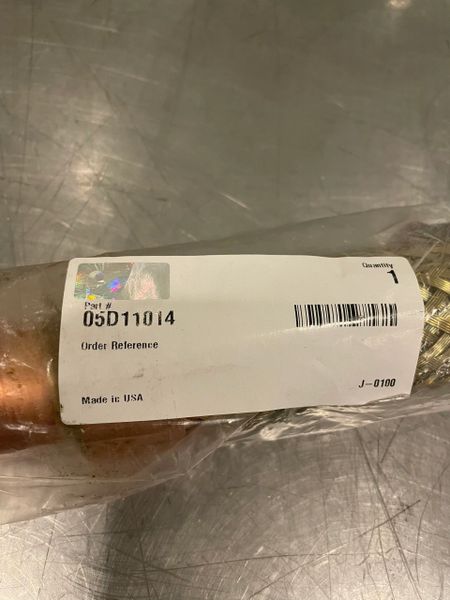 Quantity
1
Part #
05D11014
Order Reference
J-0100
Made in USA